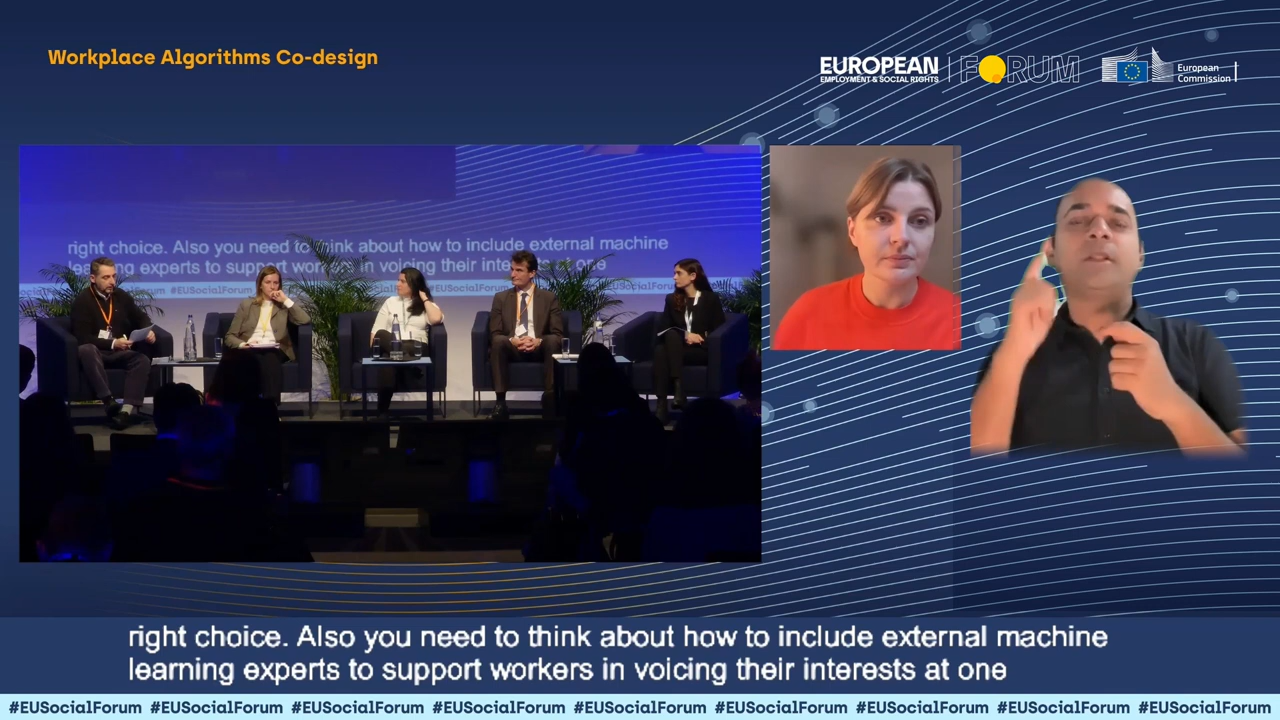 Workplace Algorithms Co-design
EUROPEAN
EMPLOYMENT & SOCIAL RIGHTS
FORUM
European
Commission
right choice. Also you need to think about how to include external machine
learning experts to support workers in voicing their interests at one
#EUSocialForum #EUSocialForum #EUSocialForum
right choice. Also you need to think about how to include external machine
learning experts to support workers in voicing their interests at one
#EUSocialForum #EUSocialForum #EUSocialForum #EUSocialForum #EUSocialForum #EUSocialForum #EUSocialForum #EUSocialForum #EUSocialForum